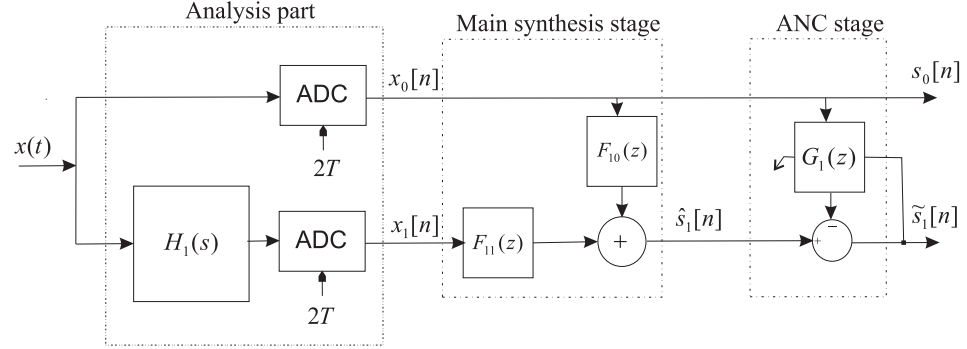 Analysis part
Main synthesis stage
ANC stage
ADC
x₀[n]
s₀[n]
x(t)
2T
F₁₀(z)
G₁(z)
H₁(s)
ADC
x₁[n]
F₁₁(z)
+
ŝ₁[n]
+
−
s̃₁[n]
2T